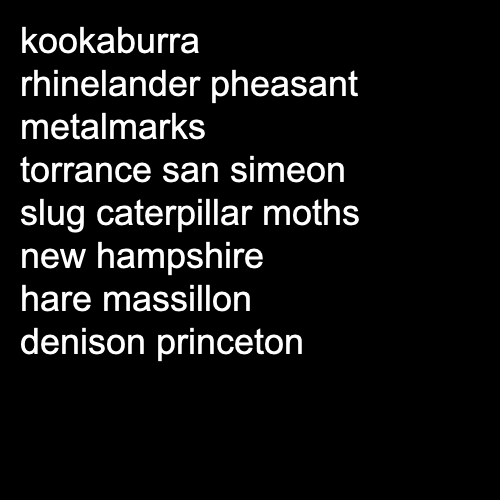 kookaburra
rhinelander pheasant
metalmarks
torrance san simeon
slug caterpillar moths
new hampshire
hare massillon
denison princeton